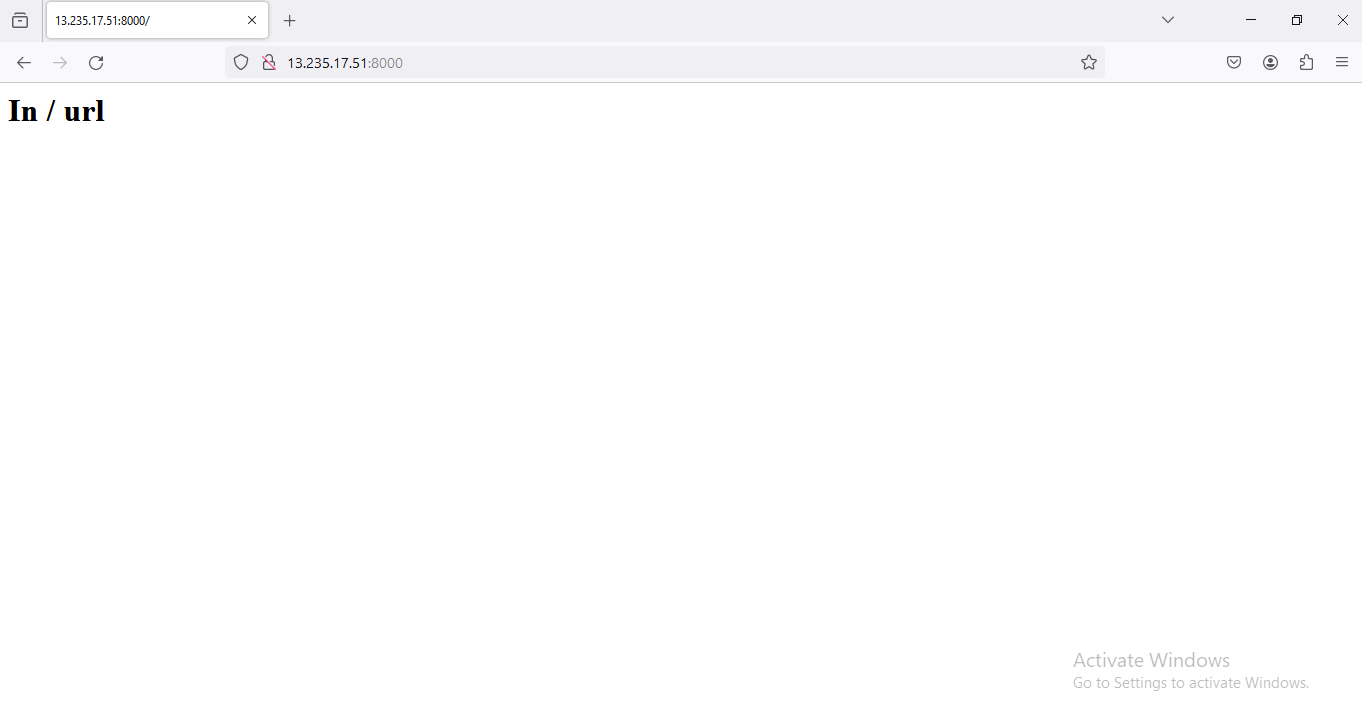 13.235.17.51:8000/
13.235.17.51:8000
In / url
Activate Windows
Go to Settings to activate Windows.